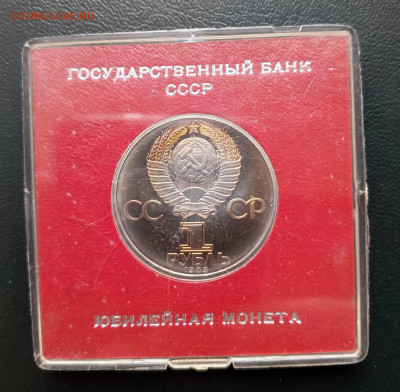 ГОСУДАРСТВЕННЫЙ БАНК
СССР
СС СР
1
РУБЛЬ
ЮБИЛЕЙНАЯ МОНЕТА